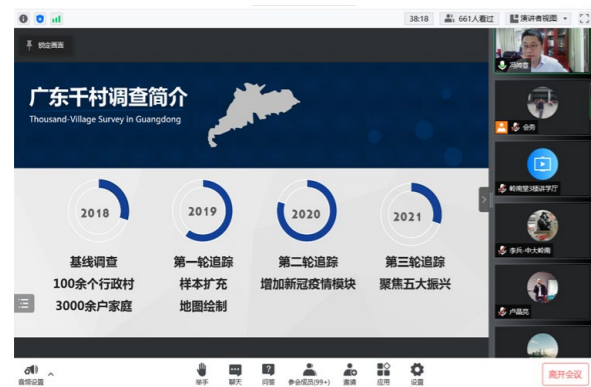 38:18
661人看过
演讲者视图
锁定画面
广东千村调查简介
Thousand-Village Survey in Guangdong
2018
2019
2020
2021
基线调查
100余个行政村
3000余户家庭
第一轮追踪
样本扩充
地图绘制
第二轮追踪
增加新冠疫情模块
第三轮追踪
聚焦五大振兴
冯帅章
会务
岭南堂3楼讲学厅
李兵-中大岭南
卢晶亮
音频设置
举手
聊天
问答
参会成员(99+)
邀请
应用
设置
离开会议